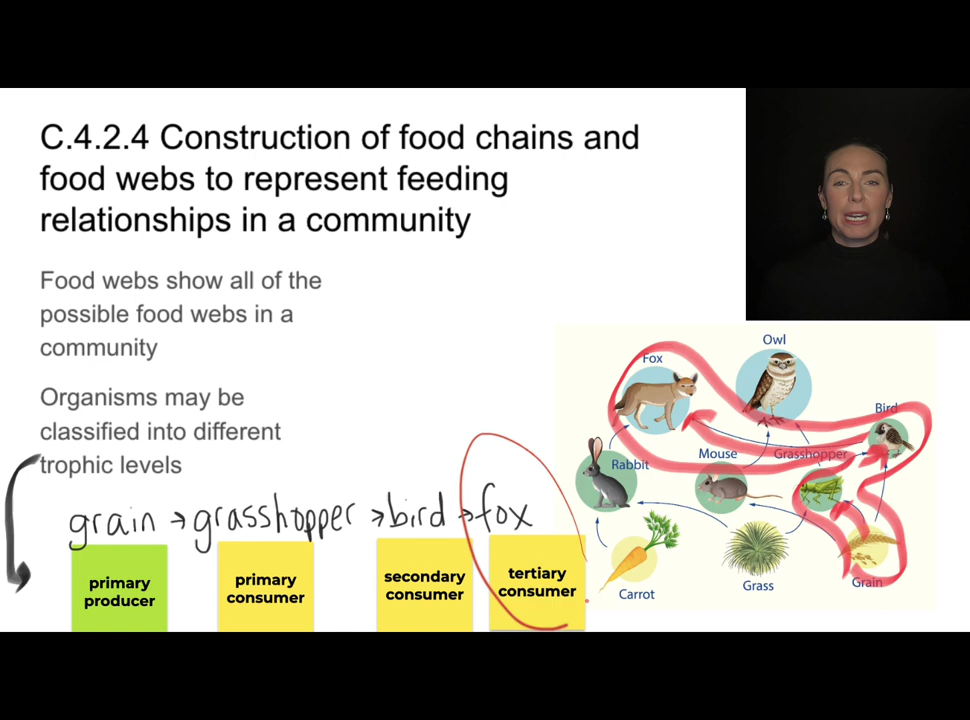 C.4.2.4 Construction of food chains and
food webs to represent feeding
relationships in a community
Food webs show all of the
possible food webs in a
community
Organisms may be
classified into different
trophic levels
grain → grasshopper → bird → fox
primary
producer
primary
consumer
secondary
consumer
tertiary
consumer
Owl
Fox
Bird
Mouse
Grasshopper
Rabbit
Carrot
Grass
Grain